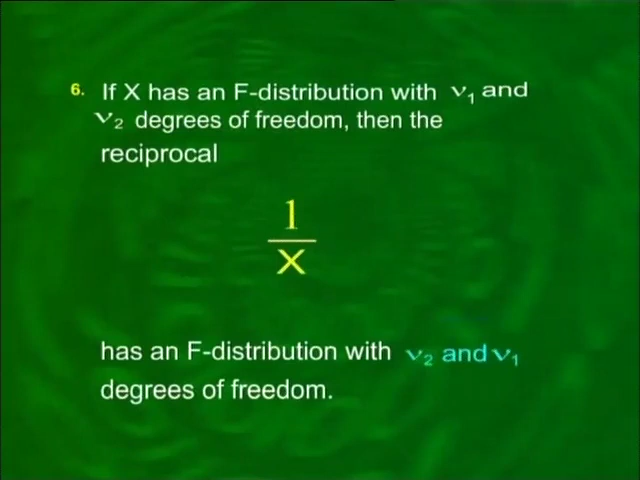 6. If X has an F-distribution with ν₁ and
ν₂ degrees of freedom, then the
reciprocal
1
X
has an F-distribution with ν₂ and ν₁
degrees of freedom.